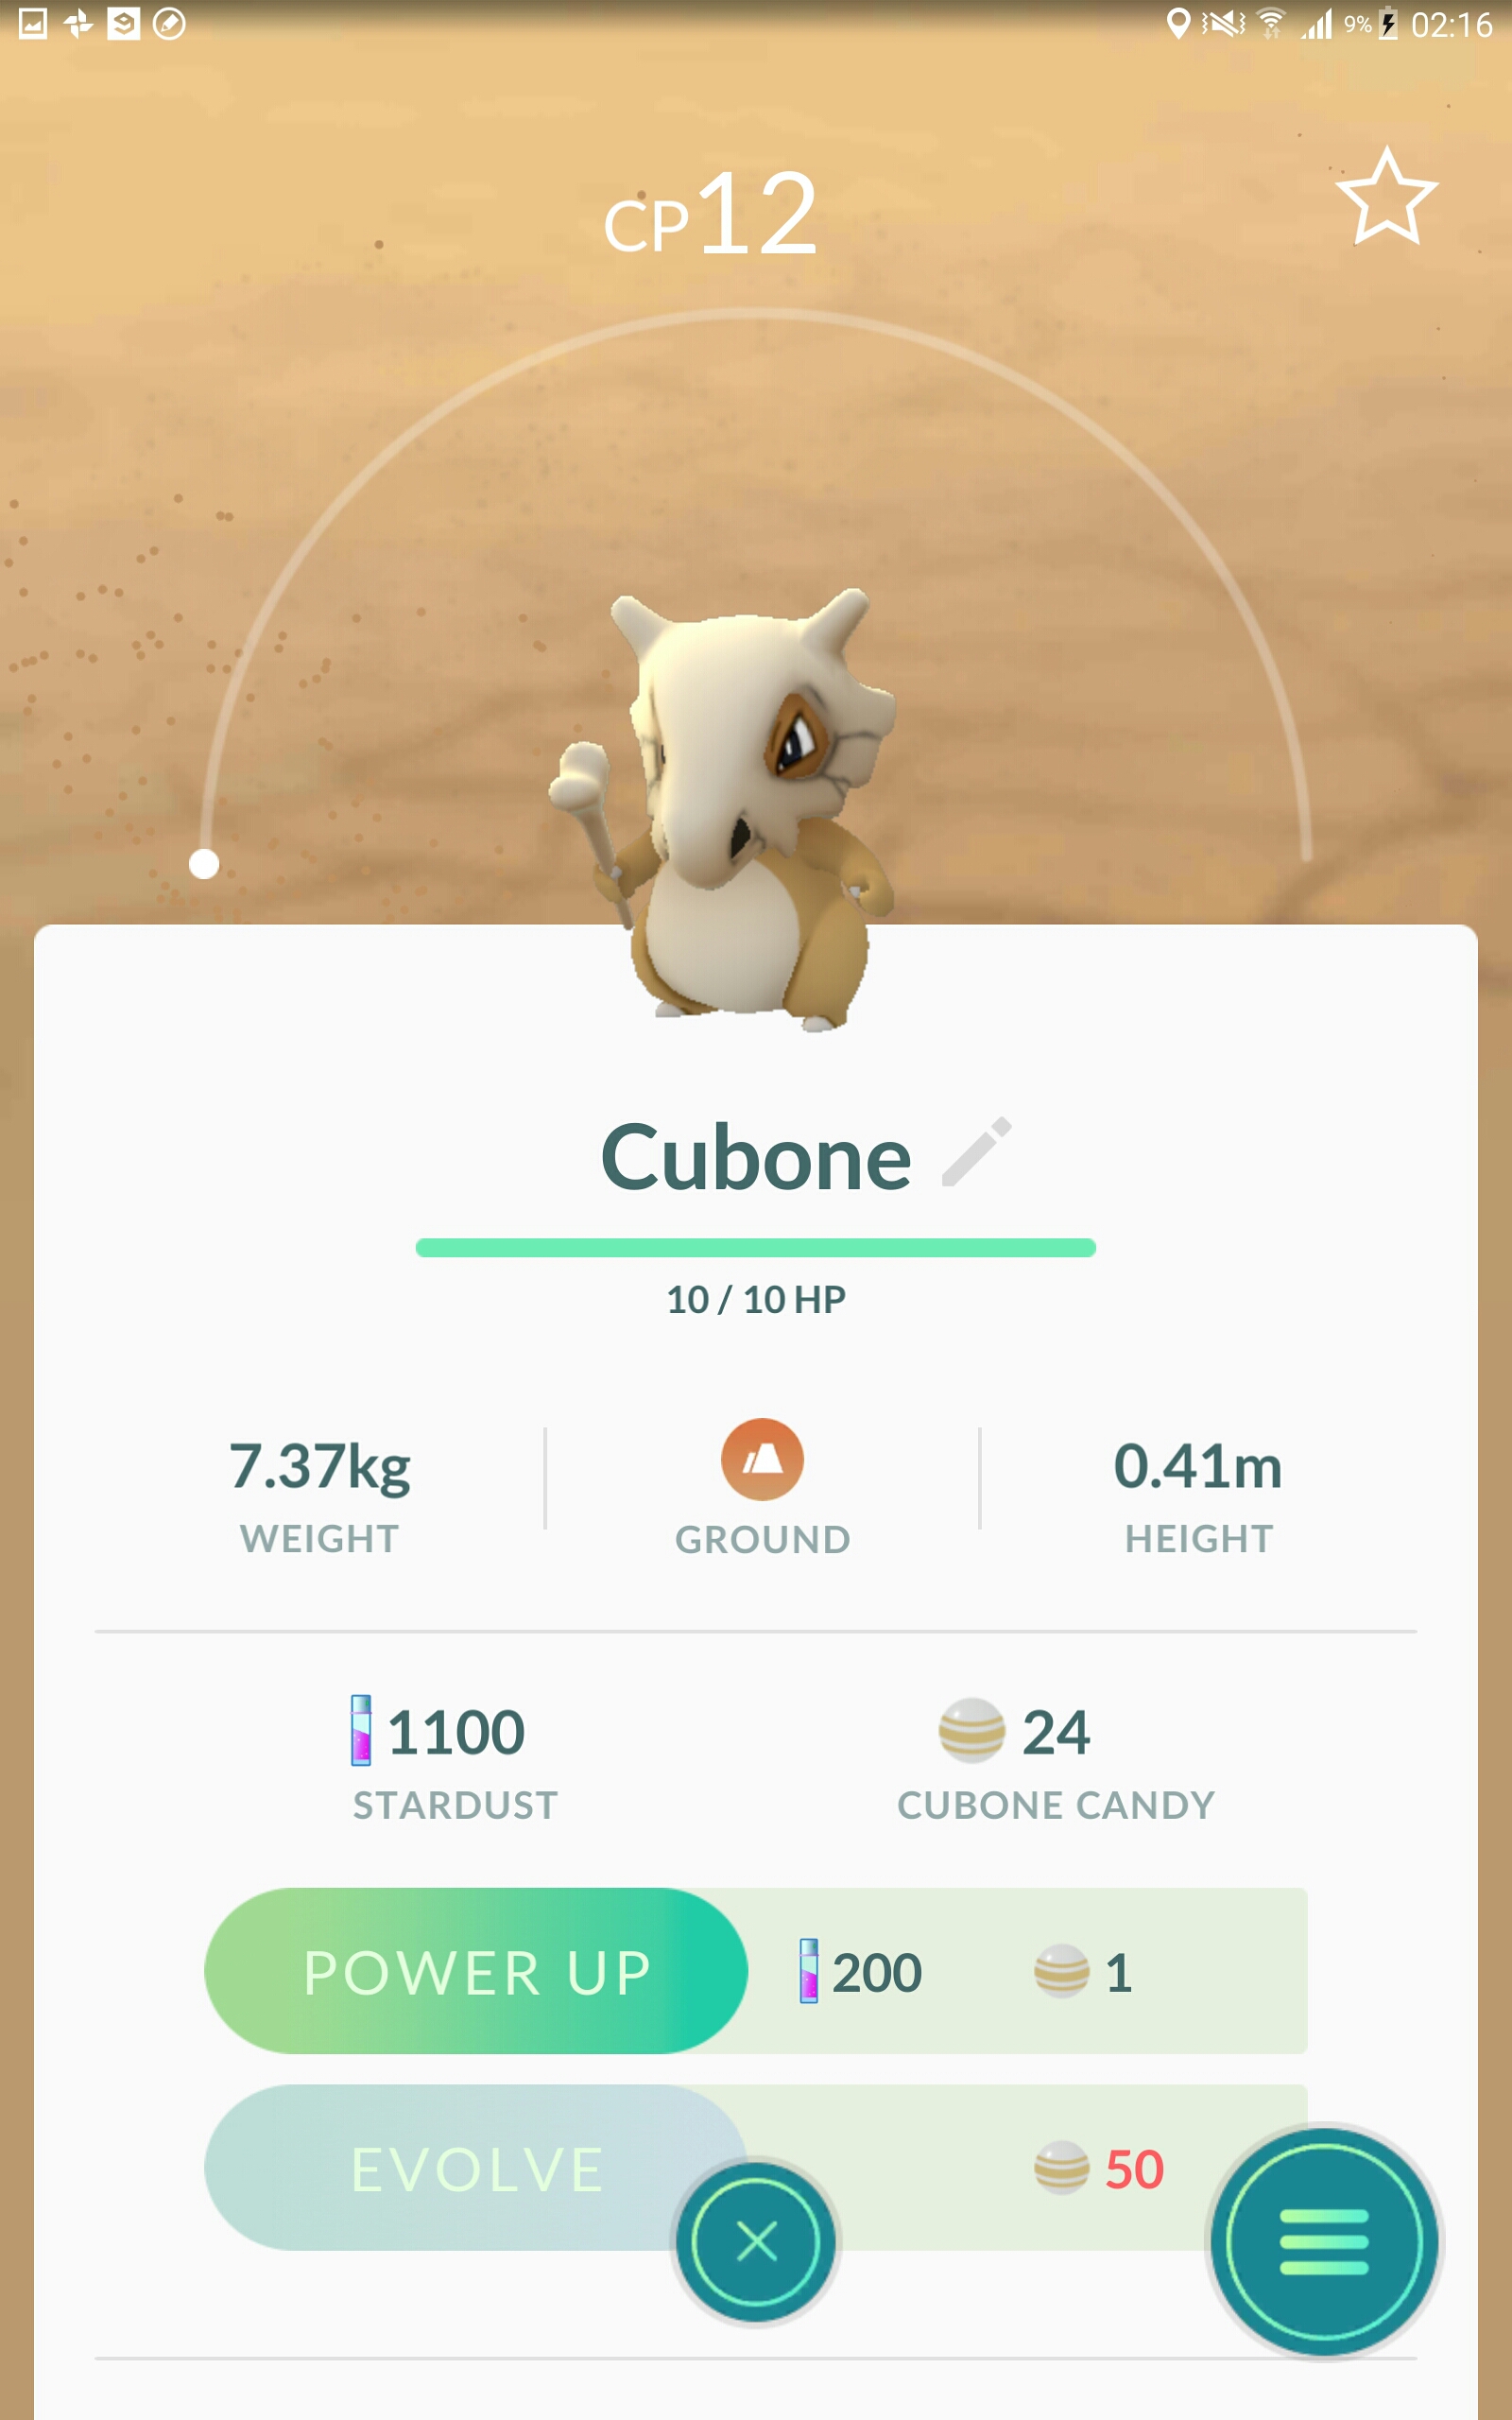 9% 02:16
CP12
Cubone
10 / 10 HP
7.37kg
WEIGHT
GROUND
0.41m
HEIGHT
1100
STARDUST
24
CUBONE CANDY
POWER UP 200 1
EVOLVE 50